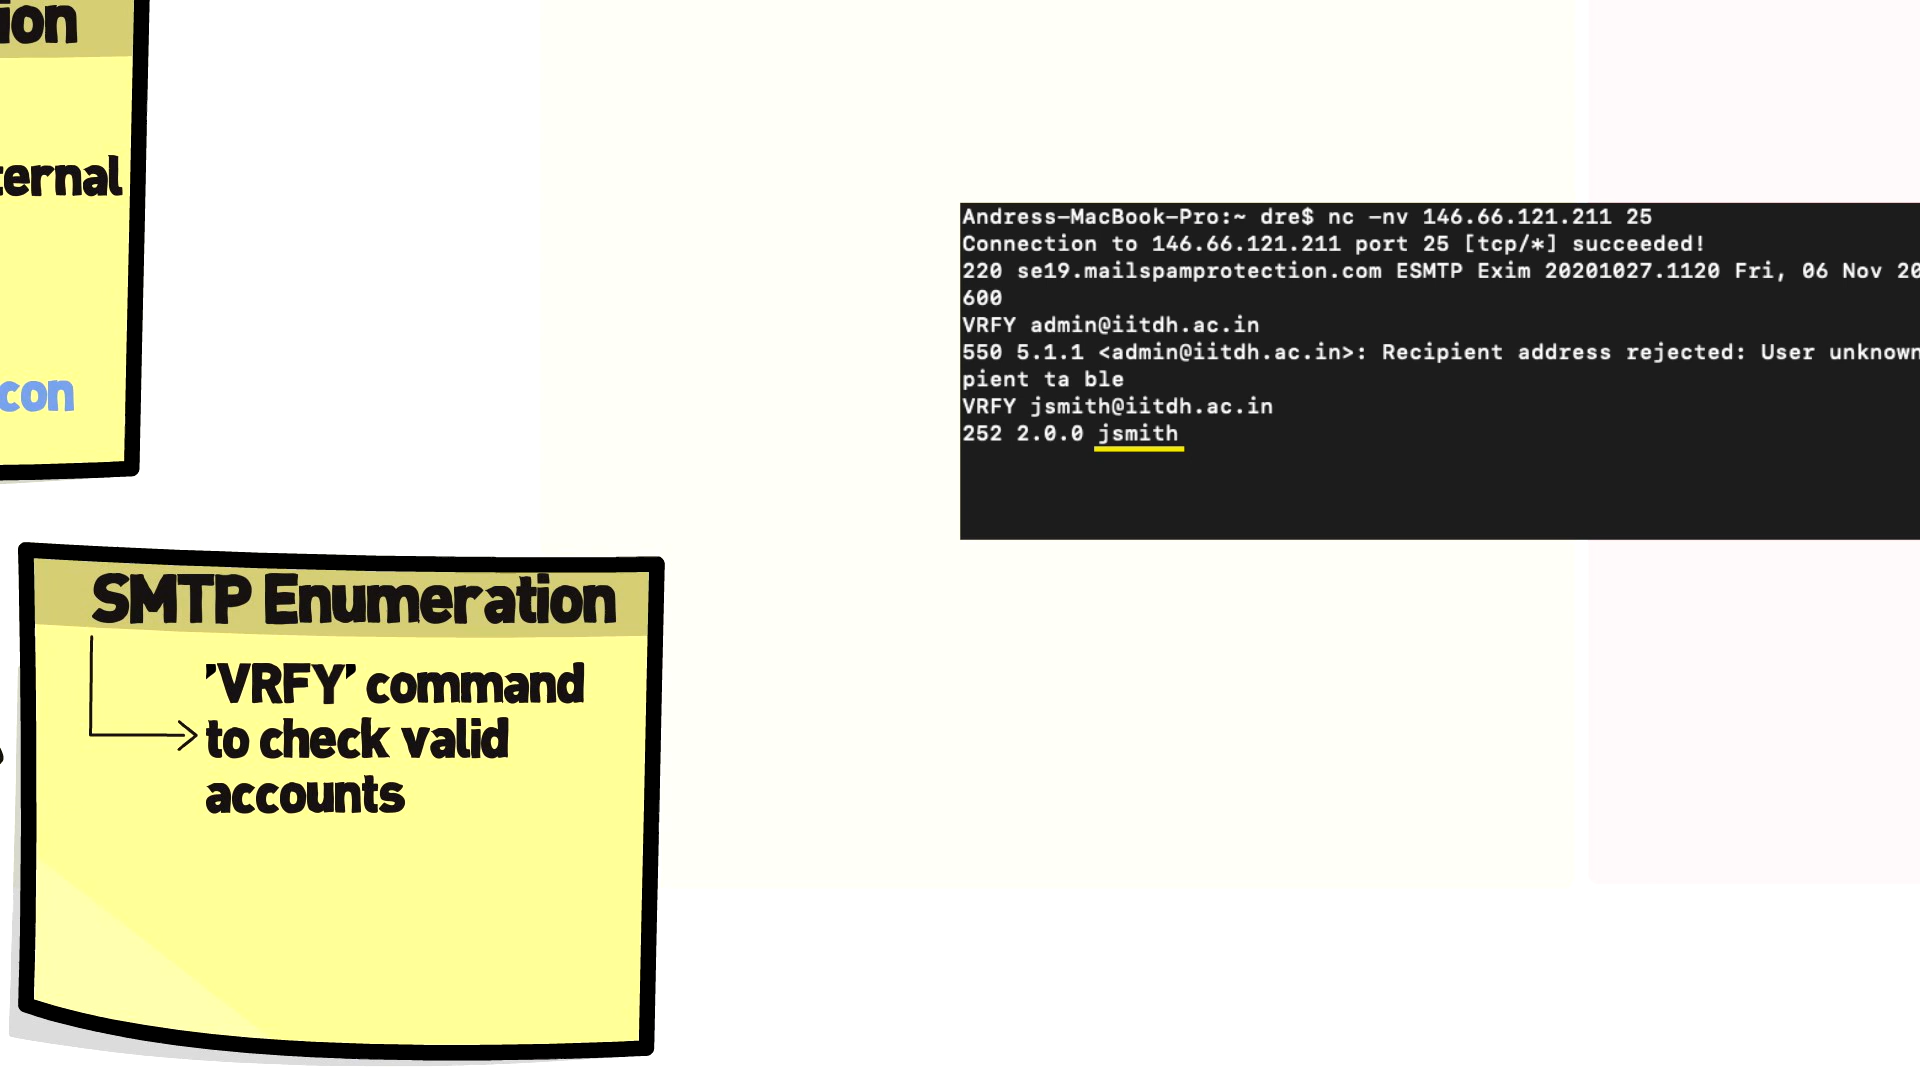 ion
ternal
con
Andress-MacBook-Pro:~ dre$ nc -nv 146.66.121.211 25
Connection to 146.66.121.211 port 25 [tcp/*] succeeded!
220 se19.mailspamprotection.com ESMTP Exim 20201027.1120 Fri, 06 Nov 20
600
VRFY admin@iitdh.ac.in
550 5.1.1 <admin@iitdh.ac.in>: Recipient address rejected: User unknown
pient ta ble
VRFY jsmith@iitdh.ac.in
252 2.0.0 jsmith
SMTP Enumeration
'VRFY' command
to check valid
accounts